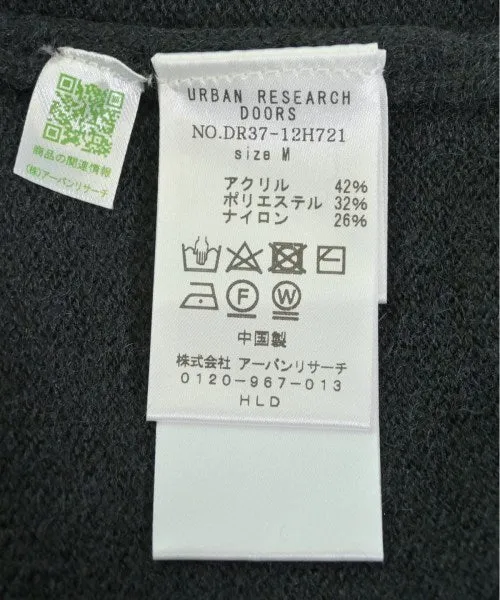 商品の関連情報
(株)アーバンリサーチ
URBAN RESEARCH
DOORS
NO.DR37-12H721
size M
アクリル 42%
ポリエステル 32%
ナイロン 26%
F W
中国製
株式会社 アーバンリサーチ
0120-967-013
HLD